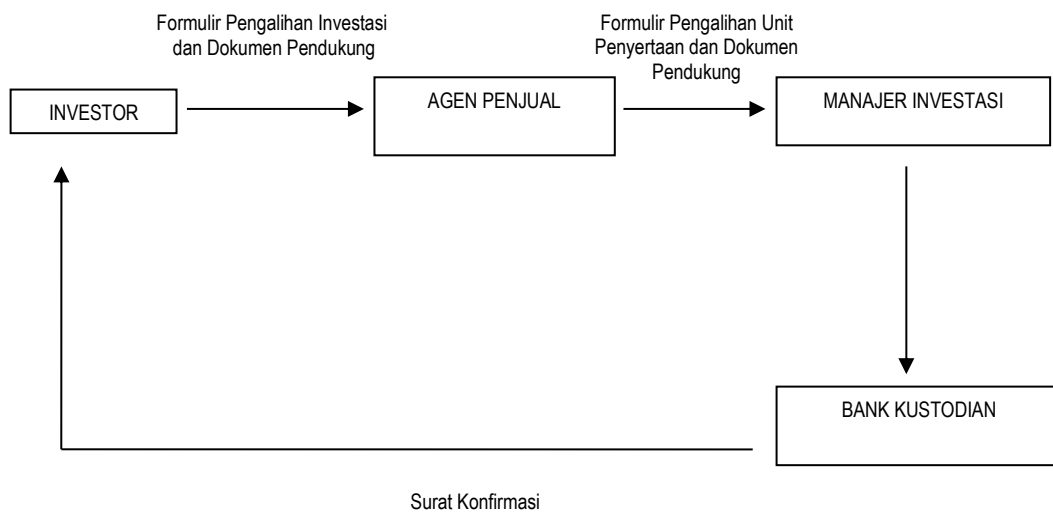 Formulir Pengalihan Investasi
dan Dokumen Pendukung
Formulir Pengalihan Unit
Penyertaan dan Dokumen
Pendukung
INVESTOR
AGEN PENJUAL
MANAJER INVESTASI
BANK KUSTODIAN
Surat Konfirmasi